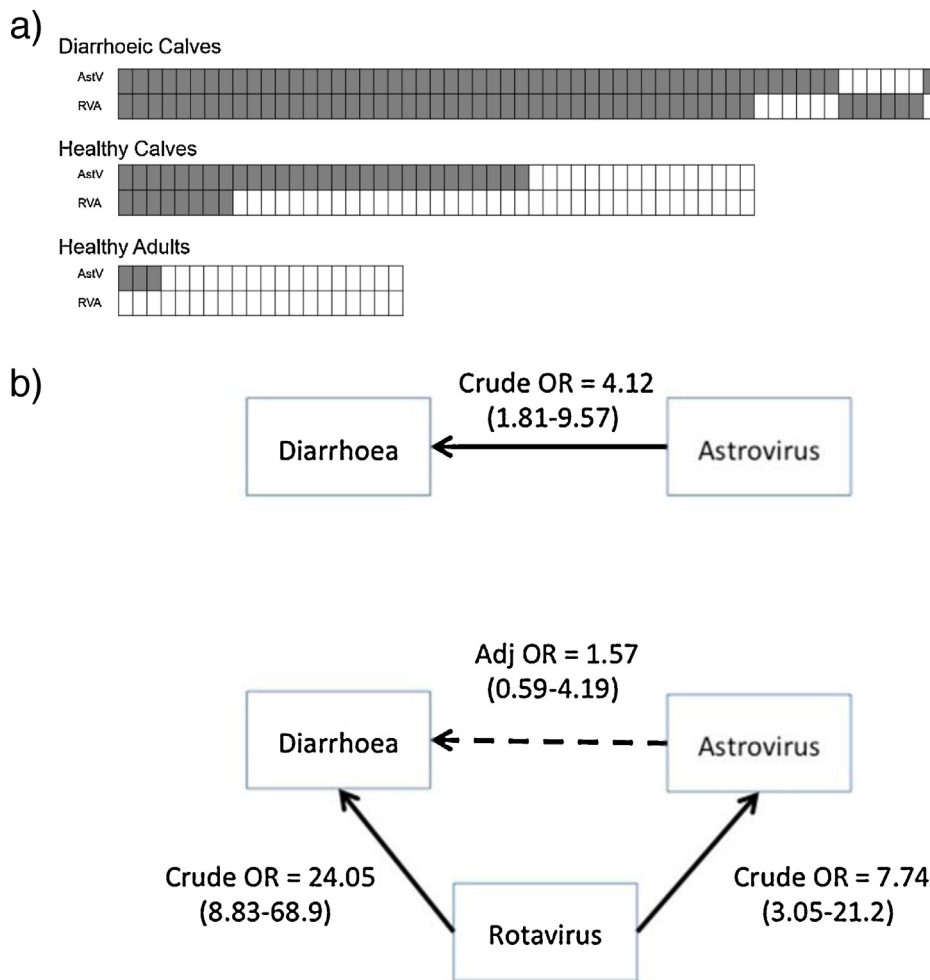 a)
Diarrhoeic Calves
AstV
RVA
Healthy Calves
AstV
RVA
Healthy Adults
AstV
RVA
b)
Crude OR = 4.12
(1.81-9.57)
Diarrhoea
Astrovirus
Adj OR = 1.57
(0.59-4.19)
Diarrhoea
Astrovirus
Crude OR = 24.05
(8.83-68.9)
Crude OR = 7.74
(3.05-21.2)
Rotavirus